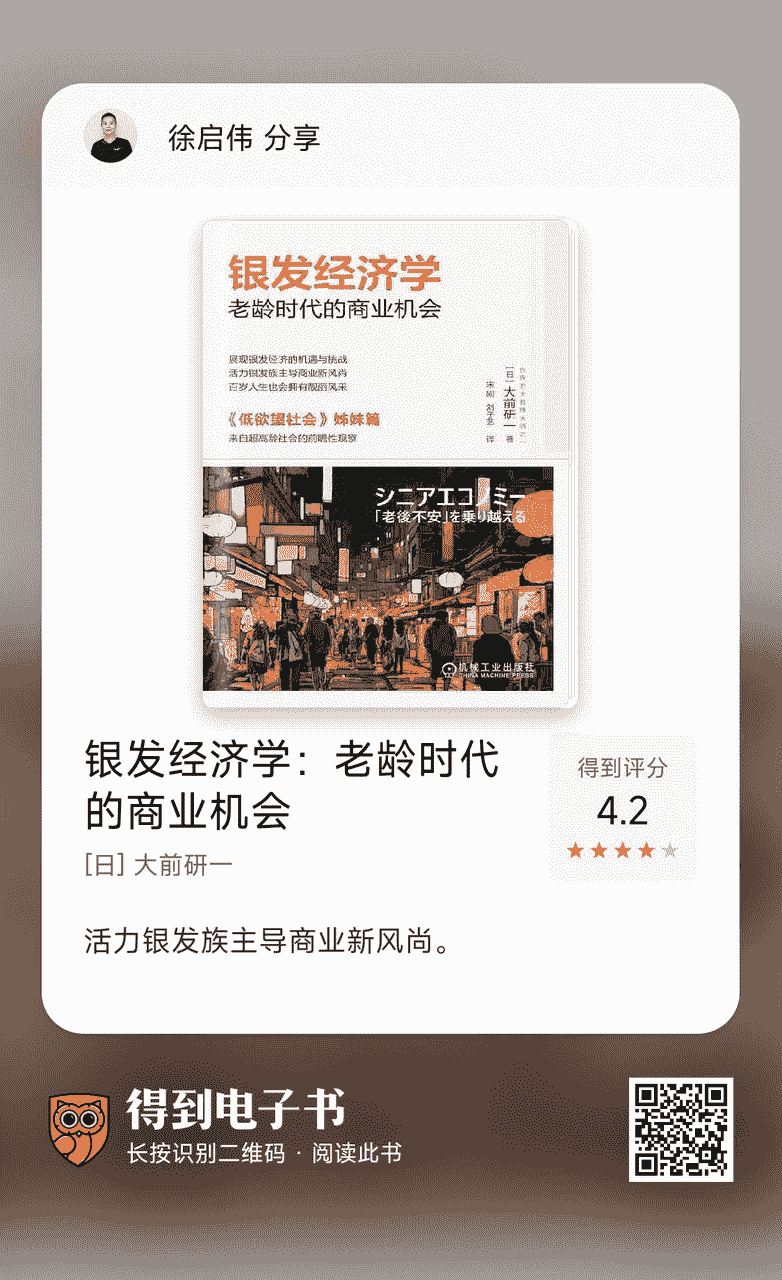 徐启伟 分享
银发经济学
老龄时代的商业机会
展现银发经济的机遇与挑战
活力银发族主导商业新风尚
百岁人生也会拥有靓丽风采
《低欲望社会》姊妹篇
来自超高龄社会的前瞻性观察
[日] 大前研一 著
译
シニアエコノミー
「老後不安」を乗り越える
机械工业出版社
CHINA MACHINE PRESS
银发经济学：老龄时代
的商业机会
[日] 大前研一
得到评分
4.2
活力银发族主导商业新风尚。
得到电子书
长按识别二维码 · 阅读此书